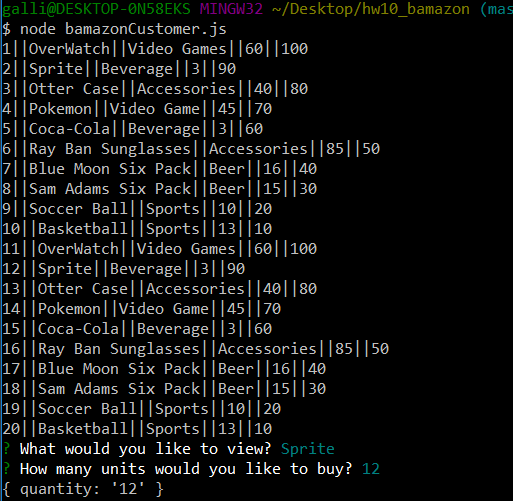 galli@DESKTOP-0N58EKS MINGW32 ~/Desktop/hw10_bamazon (mas
$ node bamazonCustomer.js
1||OverWatch||Video Games||60||100
2||Sprite||Beverage||3||90
3||Otter Case||Accessories||40||80
4||Pokemon||Video Game||45||70
5||Coca-Cola||Beverage||3||60
6||Ray Ban Sunglasses||Accessories||85||50
7||Blue Moon Six Pack||Beer||16||40
8||Sam Adams Six Pack||Beer||15||30
9||Soccer Ball||Sports||10||20
10||Basketball||Sports||13||10
11||OverWatch||Video Games||60||100
12||Sprite||Beverage||3||90
13||Otter Case||Accessories||40||80
14||Pokemon||Video Game||45||70
15||Coca-Cola||Beverage||3||60
16||Ray Ban Sunglasses||Accessories||85||50
17||Blue Moon Six Pack||Beer||16||40
18||Sam Adams Six Pack||Beer||15||30
19||Soccer Ball||Sports||10||20
20||Basketball||Sports||13||10
? What would you like to view? Sprite
? How many units would you like to buy? 12
{ quantity: '12' }